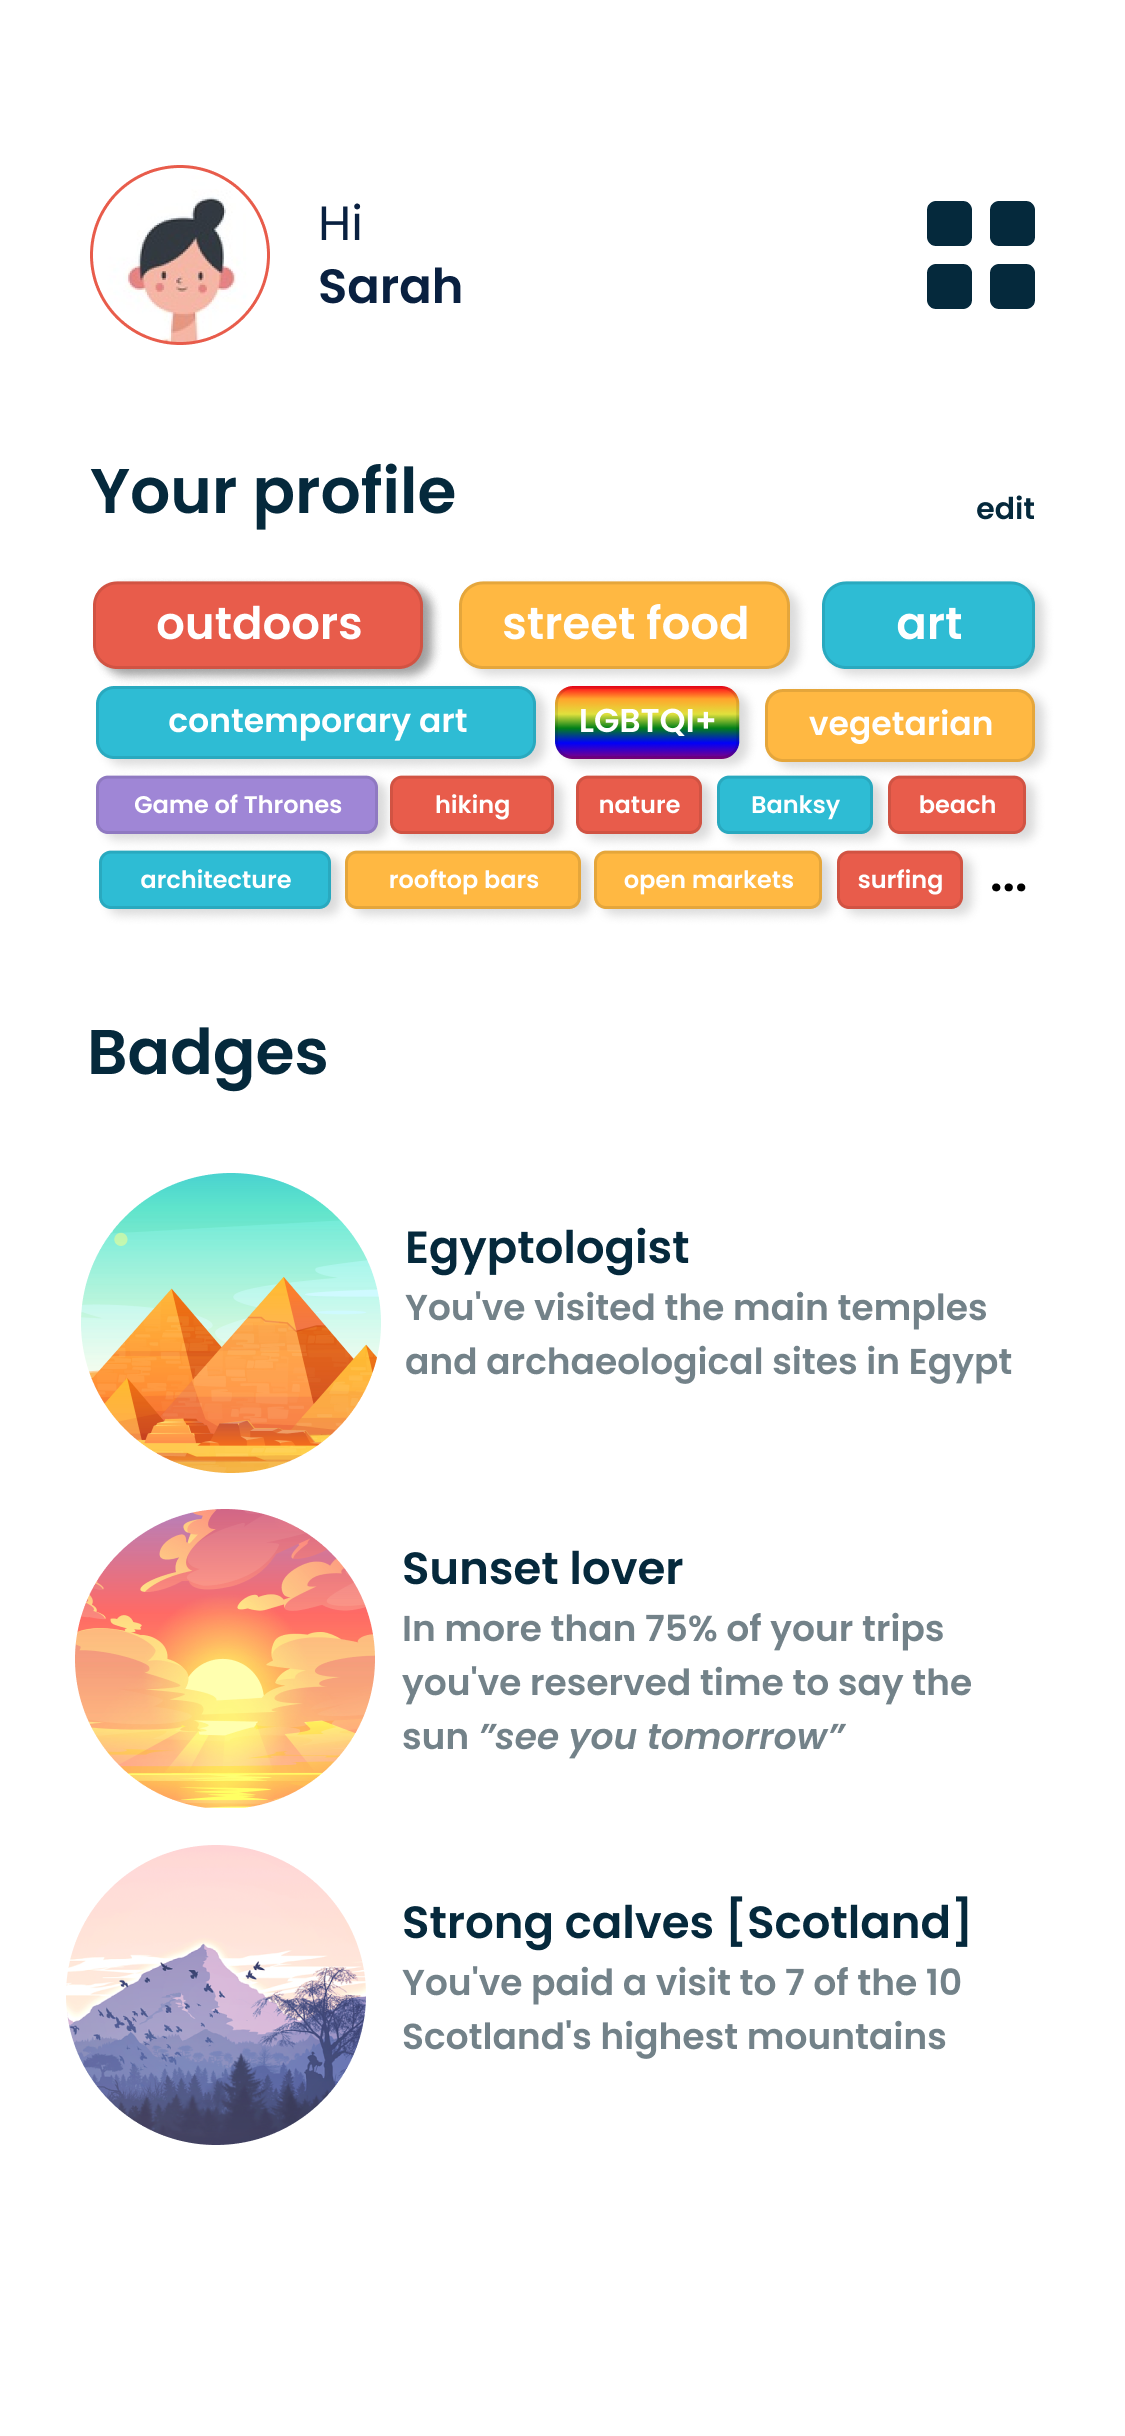 Hi
Sarah
Your profile
edit
outdoors street food art
contemporary art LGBTQI+ vegetarian
Game of Thrones hiking nature Banksy beach
architecture rooftop bars open markets surfing ...
Badges
Egyptologist
You've visited the main temples
and archaeological sites in Egypt
Sunset lover
In more than 75% of your trips
you've reserved time to say the
sun ”see you tomorrow”
Strong calves [Scotland]
You've paid a visit to 7 of the 10
Scotland's highest mountains